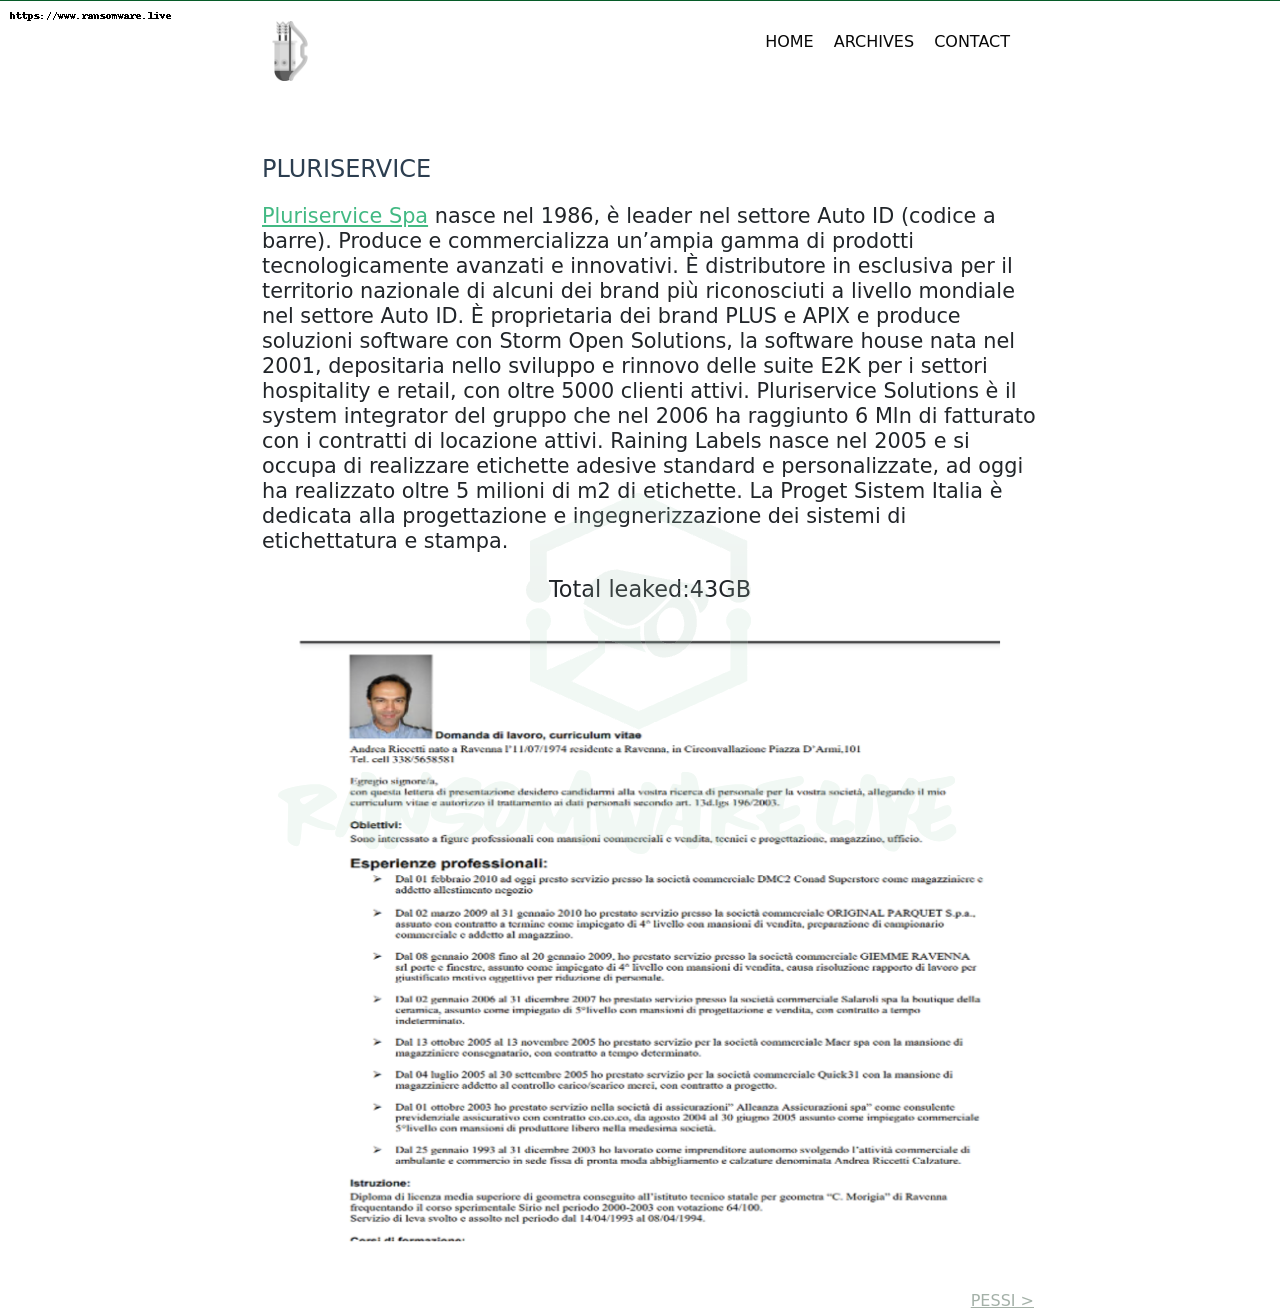 https://www.ransomware.live
HOME ARCHIVES CONTACT
PLURISERVICE
Pluriservice Spa nasce nel 1986, è leader nel settore Auto ID (codice a
barre). Produce e commercializza un’ampia gamma di prodotti
tecnologicamente avanzati e innovativi. È distributore in esclusiva per il
territorio nazionale di alcuni dei brand più riconosciuti a livello mondiale
nel settore Auto ID. È proprietaria dei brand PLUS e APIX e produce
soluzioni software con Storm Open Solutions, la software house nata nel
2001, depositaria nello sviluppo e rinnovo delle suite E2K per i settori
hospitality e retail, con oltre 5000 clienti attivi. Pluriservice Solutions è il
system integrator del gruppo che nel 2006 ha raggiunto 6 Mln di fatturato
con i contratti di locazione attivi. Raining Labels nasce nel 2005 e si
occupa di realizzare etichette adesive standard e personalizzate, ad oggi
ha realizzato oltre 5 milioni di m2 di etichette. La Proget Sistem Italia è
dedicata alla progettazione e ingegnerizzazione dei sistemi di
etichettatura e stampa.
Total leaked:43GB
Domanda di lavoro, curriculum vitae
Andrea Riccetti nato a Ravenna l’11/07/1974 residente a Ravenna, in Circonvallazione Piazza D’Armi,101
Tel. cell 338/5658581
Egregio signore/a,
con questa lettera di presentazione desidero candidarmi alla vostra ricerca di personale per la vostra società, allegando il mio
curriculum vitae e autorizzo il trattamento ai dati personali secondo art. 13d.lgs 196/2003.
RANSOMWARE.LIVE
Obiettivi:
Sono interessato a figure professionali con mansioni commerciali e vendita, tecnici e progettazione, magazzino, ufficio.
Esperienze professionali:
➢ Dal 01 febbraio 2010 ad oggi presto servizio presso la società commerciale DMC2 Conad Superstore come magazziniere e
addetto allestimento negozio
➢ Dal 02 marzo 2009 al 31 gennaio 2010 ho prestato servizio presso la società commerciale ORIGINAL PARQUET S.p.a.,
assunto con contratto a termine come impiegato di 4° livello con mansioni di vendita, preparazione di campionario
commerciale e addetto al magazzino.
➢ Dal 08 gennaio 2008 fino al 20 gennaio 2009, ho prestato servizio presso la società commerciale GIEMME RAVENNA
srl porte e finestre, assunto come impiegato di 4° livello con mansioni di vendita, causa risoluzione rapporto di lavoro per
giustificato motivo oggettivo per riduzione di personale.
➢ Dal 02 gennaio 2006 al 31 dicembre 2007 ho prestato servizio presso la società commerciale Salaroli spa la boutique della
ceramica, assunto come impiegato di 5°livello con mansioni di progettazione e vendita, con contratto a tempo
indeterminato.
➢ Dal 13 ottobre 2005 al 13 novembre 2005 ho prestato servizio per la società commerciale Maer spa con la mansione di
magazziniere consegnatario, con contratto a tempo determinato.
➢ Dal 04 luglio 2005 al 30 settembre 2005 ho prestato servizio per la società commerciale Quick31 con la mansione di
magazziniere addetto al controllo carico/scarico merci, con contratto a progetto.
➢ Dal 01 ottobre 2003 ho prestato servizio nella società di assicurazioni” Alleanza Assicurazioni spa” come consulente
previdenziale assicurativo con contratto co.co.co, da agosto 2004 al 30 giugno 2005 assunto come impiegato commerciale
5°livello con mansioni di produttore libero nella medesima società.
➢ Dal 25 gennaio 1993 al 31 dicembre 2003 ho lavorato come imprenditore autonomo svolgendo l’attività commerciale di
ambulante e commercio in sede fissa di pronta moda abbigliamento e calzature denominata Andrea Riccetti Calzature.
Istruzione:
Diploma di licenza media superiore di geometra conseguito all’istituto tecnico statale per geometra “C. Morigia” di Ravenna
frequentando il corso sperimentale Sirio nel periodo 2000-2003 con votazione 64/100.
Servizio di leva svolto e assolto nel periodo dal 14/04/1993 al 08/04/1994.
Corsi di formazione:
PESSI >